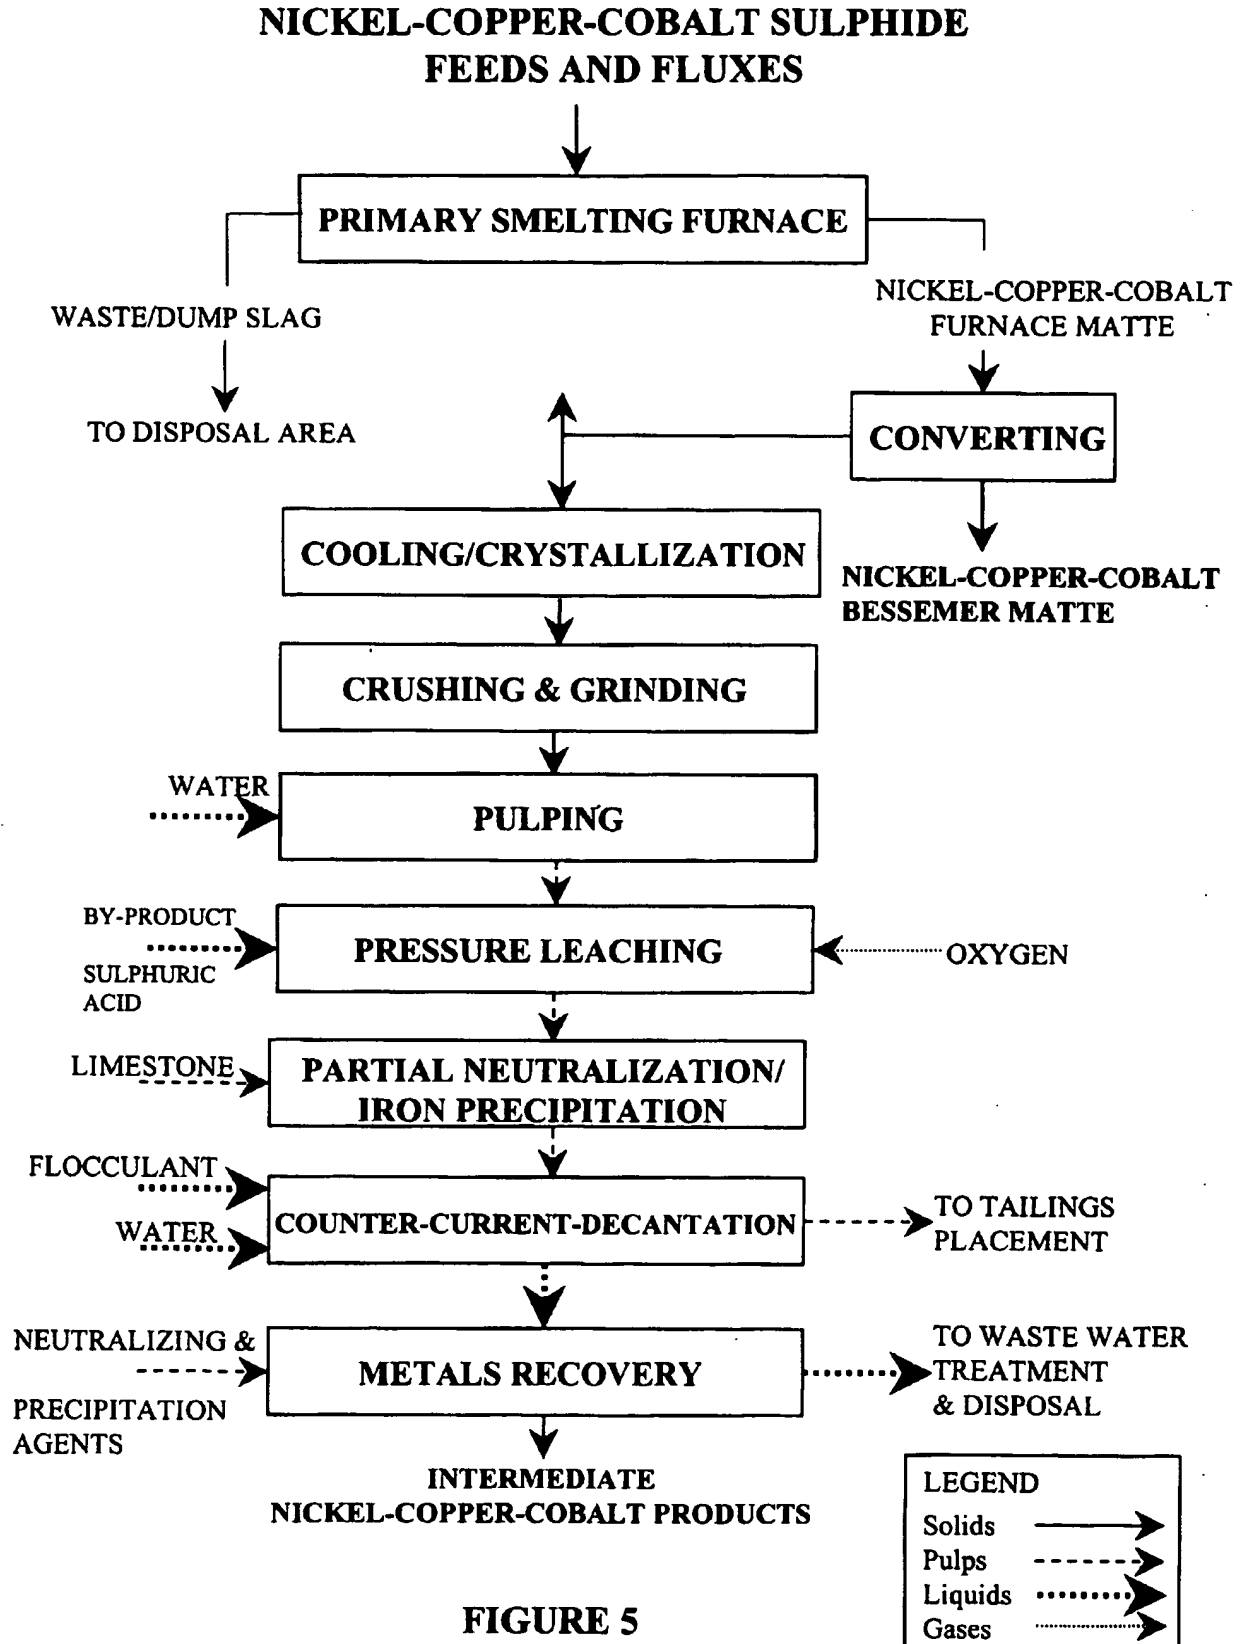 NICKEL-COPPER-COBALT SULPHIDE
FEEDS AND FLUXES
PRIMARY SMELTING FURNACE
WASTE/DUMP SLAG
NICKEL-COPPER-COBALT
FURNACE MATTE
TO DISPOSAL AREA
CONVERTING
COOLING/CRYSTALLIZATION
NICKEL-COPPER-COBALT
BESSEMER MATTE
CRUSHING & GRINDING
WATER
PULPING
BY-PRODUCT
SULPHURIC
ACID
PRESSURE LEACHING
OXYGEN
LIMESTONE
PARTIAL NEUTRALIZATION/
IRON PRECIPITATION
FLOCCULANT
WATER
COUNTER-CURRENT-DECANTATION
TO TAILINGS
PLACEMENT
NEUTRALIZING &
PRECIPITATION
AGENTS
METALS RECOVERY
TO WASTE WATER
TREATMENT
& DISPOSAL
INTERMEDIATE
NICKEL-COPPER-COBALT PRODUCTS
LEGEND
Solids
Pulps
Liquids
Gases
FIGURE 5